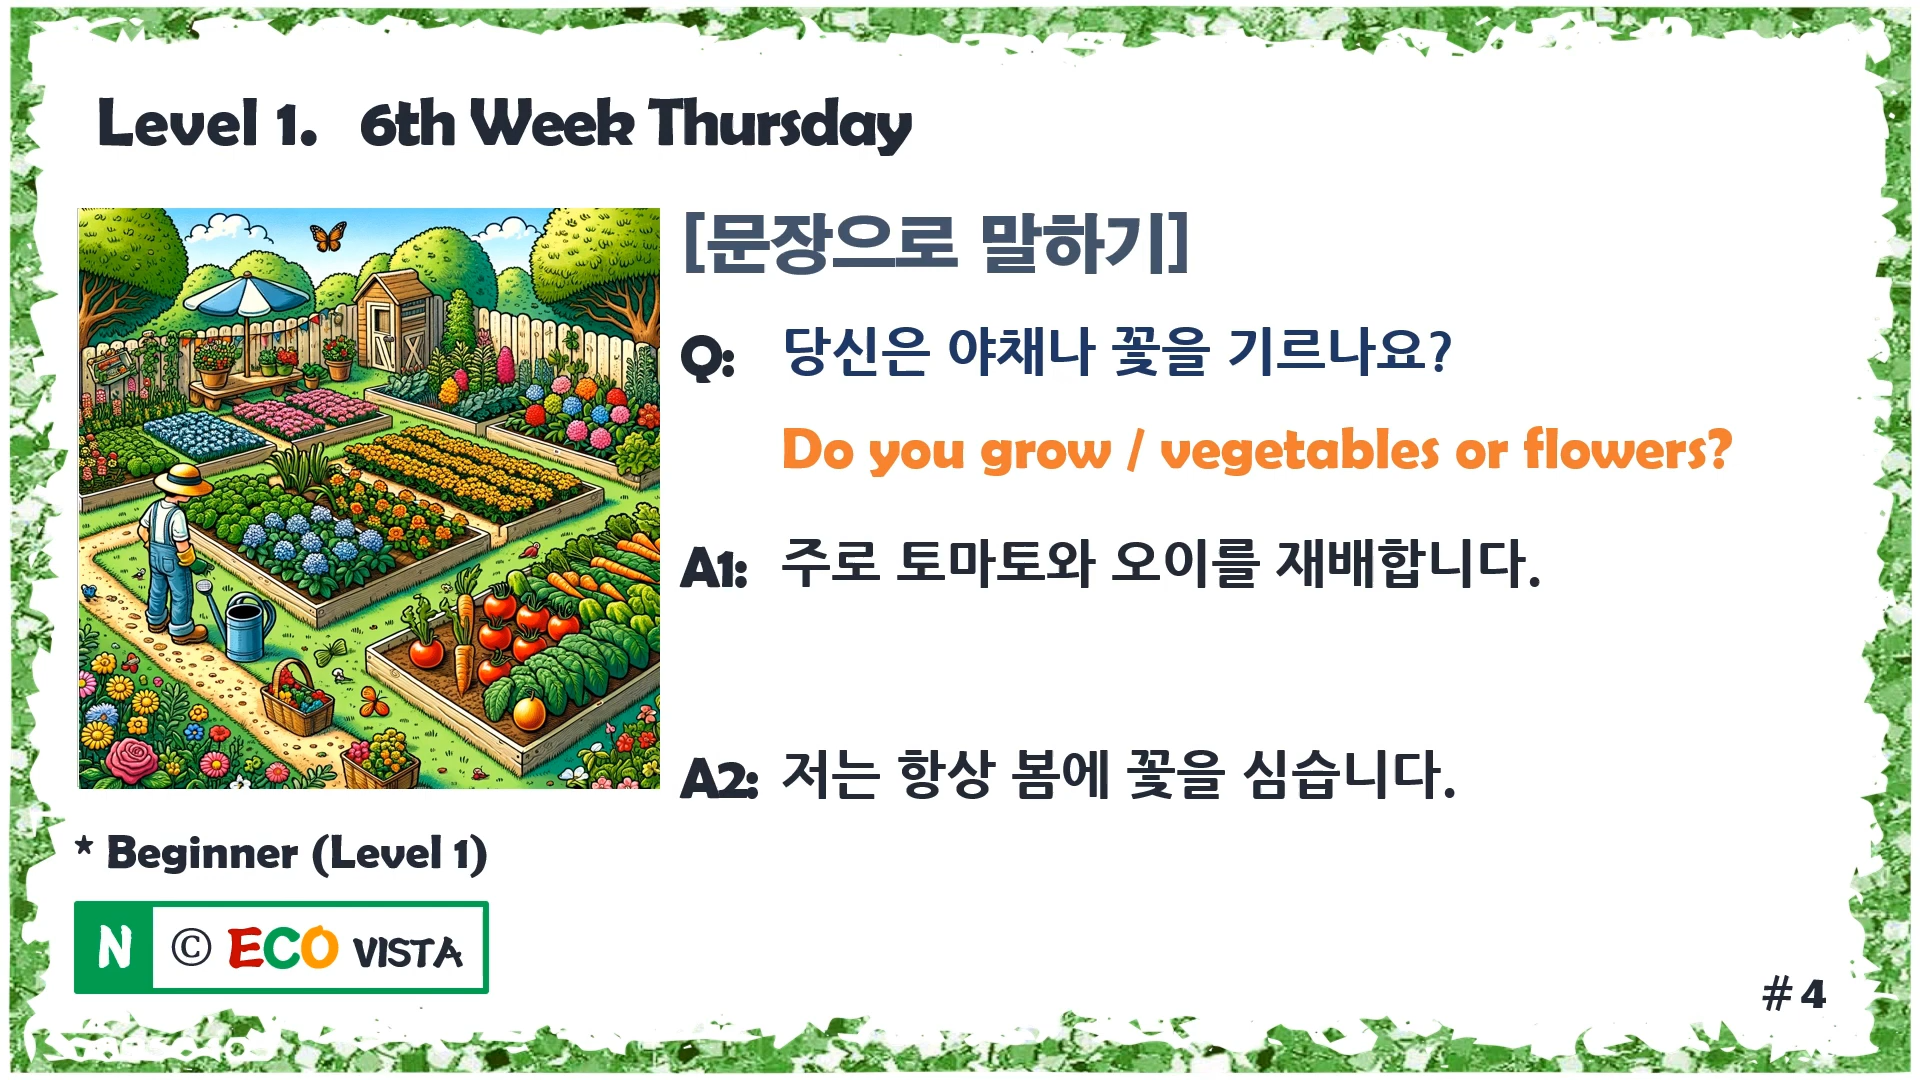 Level 1. 6th Week Thursday
[문장으로 말하기]
Q: 당신은 야채나 꽃을 기르나요?
Do you grow / vegetables or flowers?
A1: 주로 토마토와 오이를 재배합니다.
A2: 저는 항상 봄에 꽃을 심습니다.
* Beginner (Level 1)
N © ECO VISTA
# 4